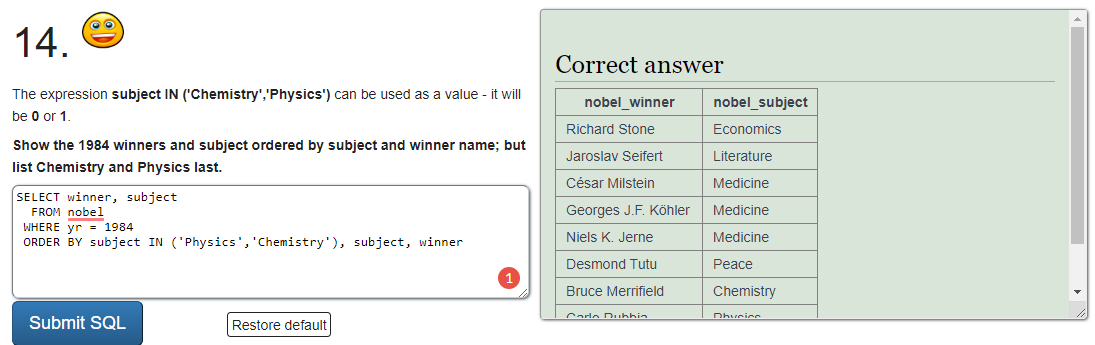 14.
The expression subject IN ('Chemistry','Physics') can be used as a value - it will
be 0 or 1.
Show the 1984 winners and subject ordered by subject and winner name; but
list Chemistry and Physics last.
SELECT winner, subject
FROM nobel
WHERE yr = 1984
ORDER BY subject IN ('Physics','Chemistry'), subject, winner
1
Submit SQL
Restore default
Correct answer
nobel_winner nobel_subject
Richard Stone Economics
Jaroslav Seifert Literature
César Milstein Medicine
Georges J.F. Köhler Medicine
Niels K. Jerne Medicine
Desmond Tutu Peace
Bruce Merrifield Chemistry
Carlo Rubbia Physics